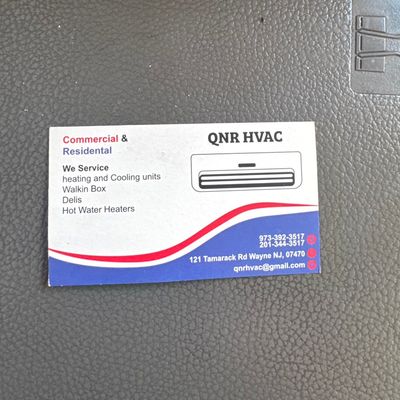 Commercial &
Residential
QNR HVAC
We Service
heating and Cooling units
Walkin Box
Delis
Hot Water Heaters
973-392-3517
201-344-3517
121 Tamarack Rd Wayne NJ, 07470
qnrhvac@gmail.com